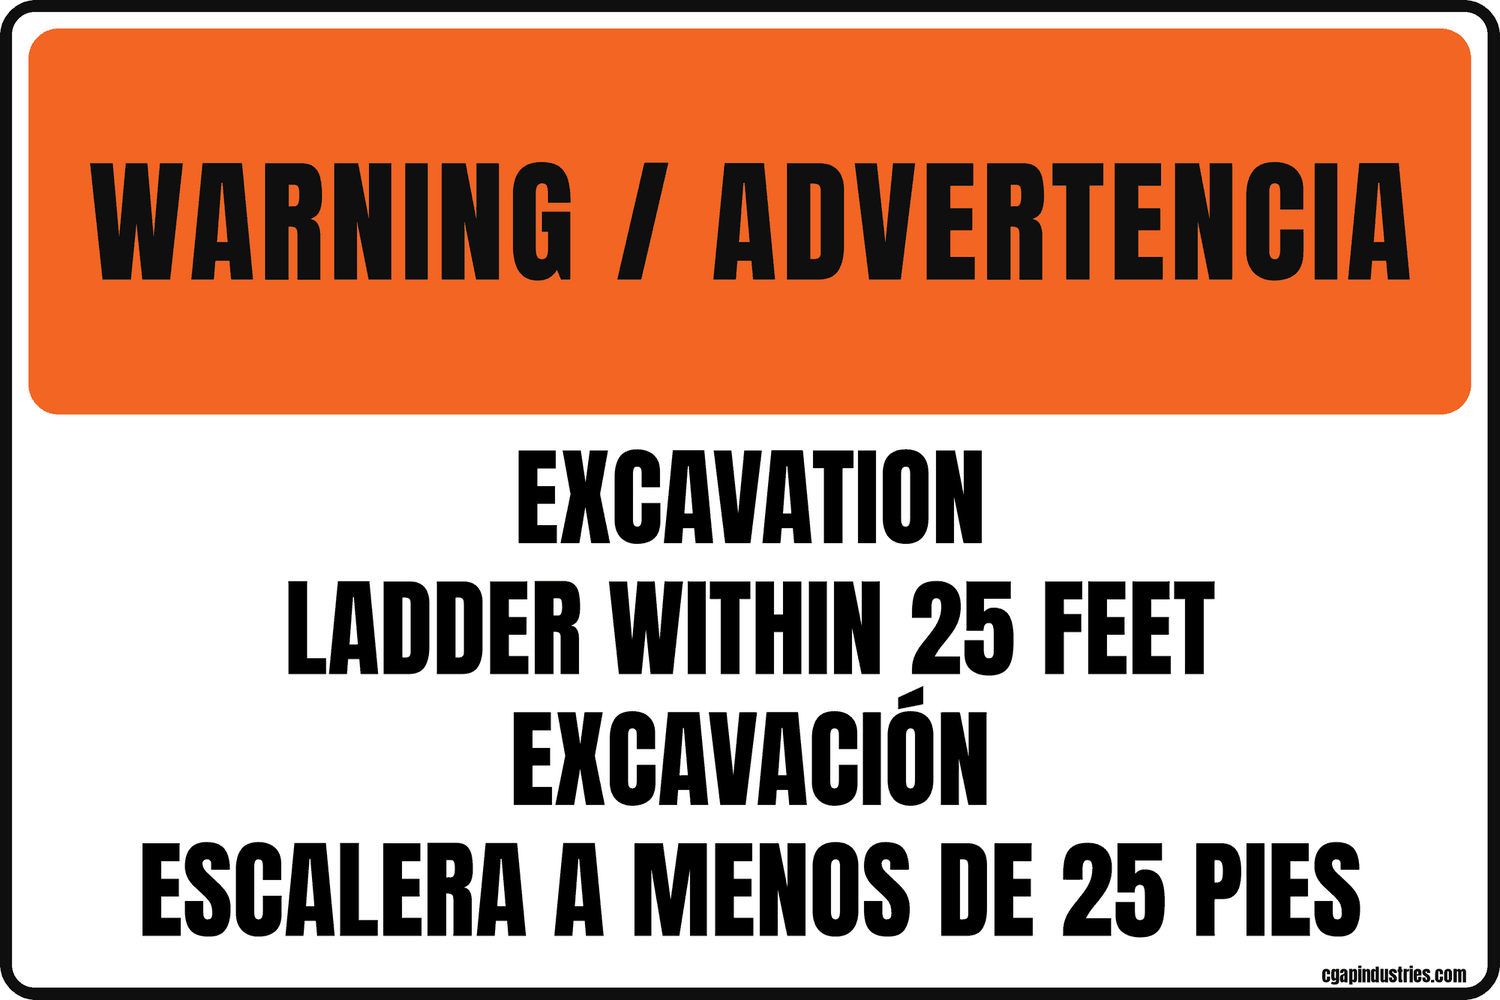 WARNING / ADVERTENCIA
EXCAVATION
LADDER WITHIN 25 FEET
EXCAVACIÓN
ESCALERA A MENOS DE 25 PIES
cgapindustries.com